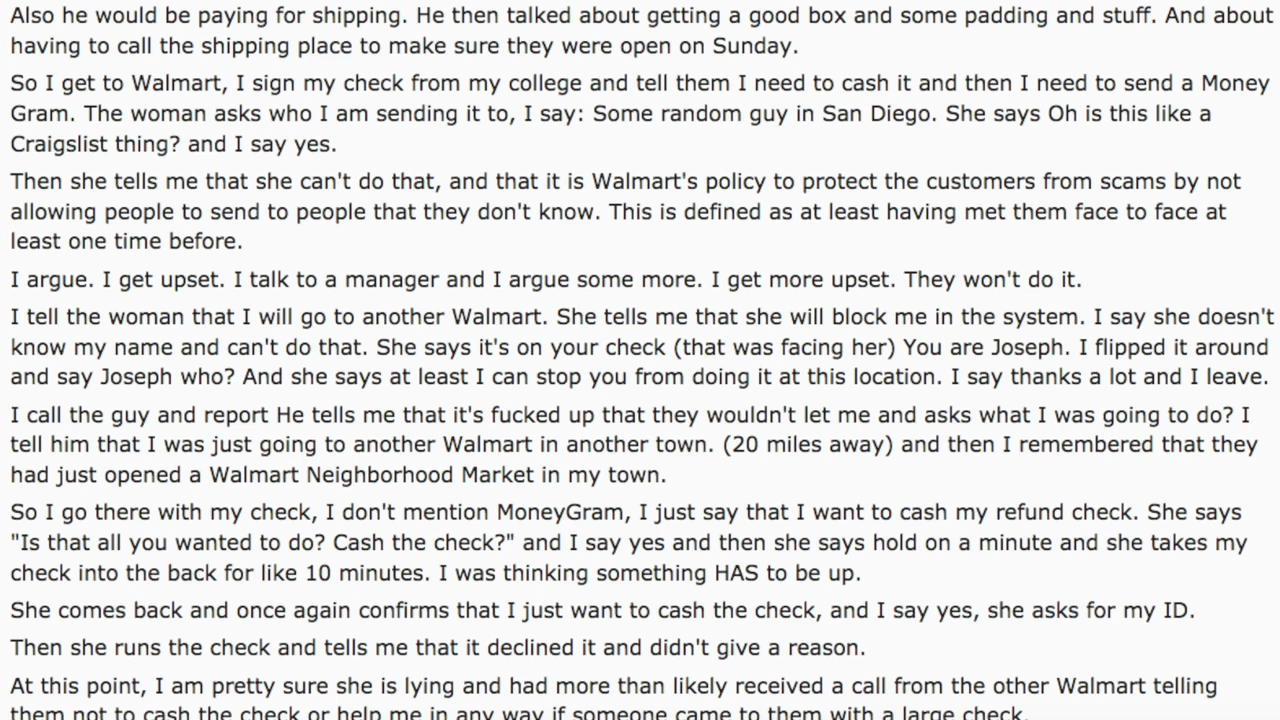 Also he would be paying for shipping. He then talked about getting a good box and some padding and stuff. And about
having to call the shipping place to make sure they were open on Sunday.
So I get to Walmart, I sign my check from my college and tell them I need to cash it and then I need to send a Money
Gram. The woman asks who I am sending it to, I say: Some random guy in San Diego. She says Oh is this like a
Craigslist thing? and I say yes.
Then she tells me that she can't do that, and that it is Walmart's policy to protect the customers from scams by not
allowing people to send to people that they don't know. This is defined as at least having met them face to face at
least one time before.
I argue. I get upset. I talk to a manager and I argue some more. I get more upset. They won't do it.
I tell the woman that I will go to another Walmart. She tells me that she will block me in the system. I say she doesn't
know my name and can't do that. She says it's on your check (that was facing her) You are Joseph. I flipped it around
and say Joseph who? And she says at least I can stop you from doing it at this location. I say thanks a lot and I leave.
I call the guy and report He tells me that it's fucked up that they wouldn't let me and asks what I was going to do? I
tell him that I was just going to another Walmart in another town. (20 miles away) and then I remembered that they
had just opened a Walmart Neighborhood Market in my town.
So I go there with my check, I don't mention MoneyGram, I just say that I want to cash my refund check. She says
"Is that all you wanted to do? Cash the check?" and I say yes and then she says hold on a minute and she takes my
check into the back for like 10 minutes. I was thinking something HAS to be up.
She comes back and once again confirms that I just want to cash the check, and I say yes, she asks for my ID.
Then she runs the check and tells me that it declined it and didn't give a reason.
At this point, I am pretty sure she is lying and had more than likely received a call from the other Walmart telling
them not to cash the check or help me in any way if someone came to them with a large check.